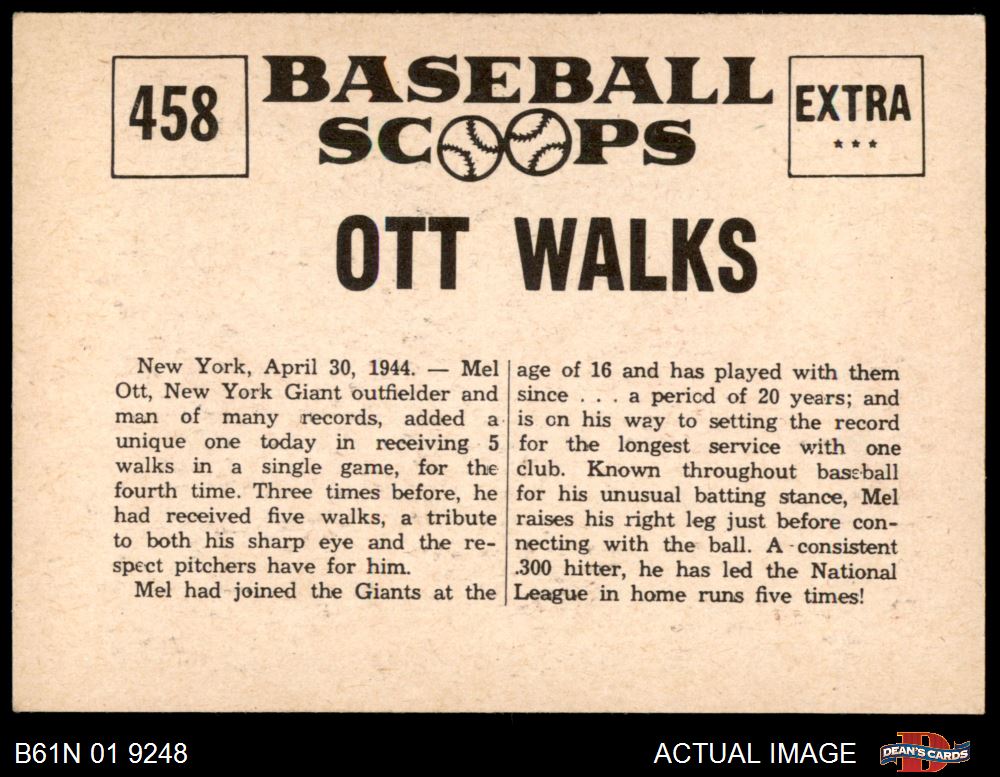 458
BASEBALL
SCOOPS
EXTRA
***
OTT WALKS
New York, April 30, 1944. — Mel
Ott, New York Giant outfielder and
man of many records, added a
unique one today in receiving 5
walks in a single game, for the
fourth time. Three times before, he
had received five walks, a tribute
to both his sharp eye and the re-
spect pitchers have for him.
Mel had joined the Giants at the
age of 16 and has played with them
since . . . a period of 20 years; and
is on his way to setting the record
for the longest service with one
club. Known throughout baseball
for his unusual batting stance, Mel
raises his right leg just before con-
necting with the ball. A consistent
.300 hitter, he has led the National
League in home runs five times!
B61N 01 9248
ACTUAL IMAGE
D
DEAN'S CARDS